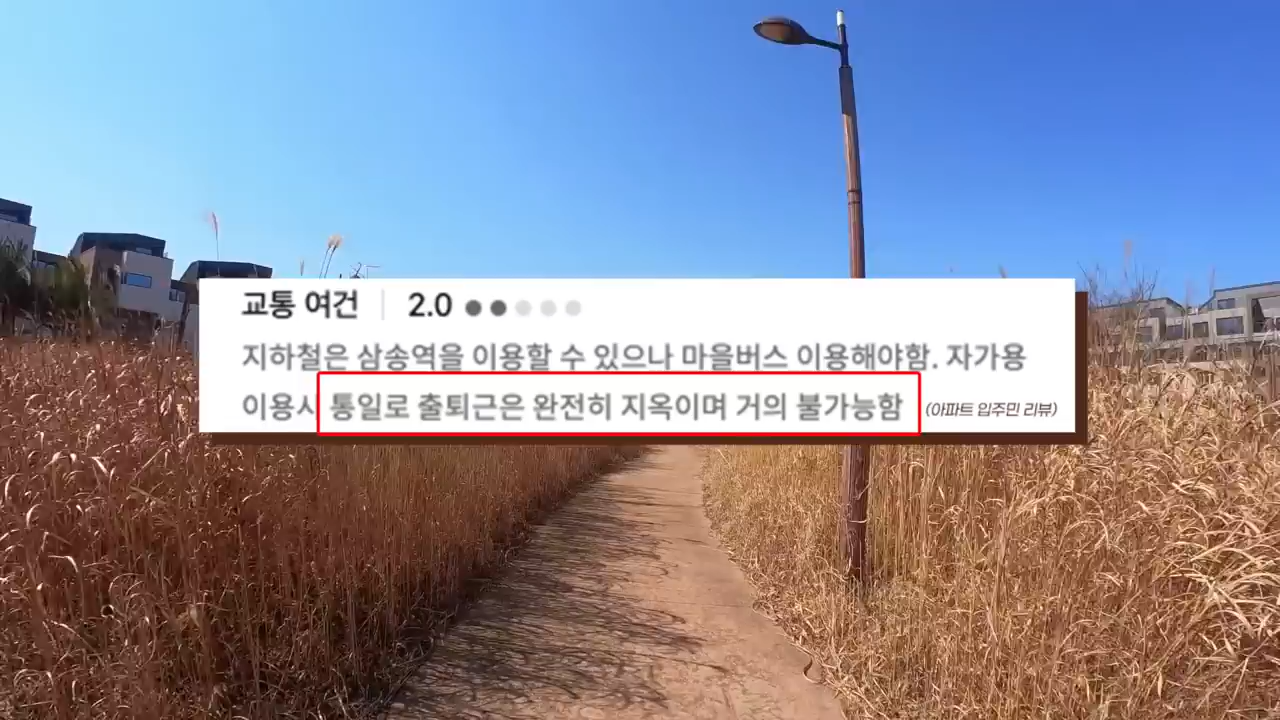 교통 여건 | 2.0
지하철은 삼송역을 이용할 수 있으나 마을버스 이용해야함. 자가용
이용시 통일로 출퇴근은 완전히 지옥이며 거의 불가능함 (아파트 입주민 리뷰)